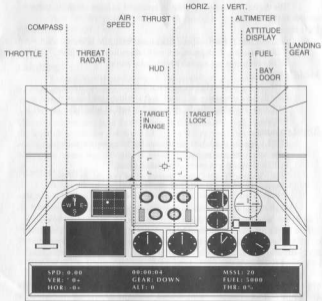 HORIZ. VERT.
AIR SPEED
THRUST
ALTIMETER
COMPASS
ATTITUDE DISPLAY
THROTTLE
THREAT RADAR
HUD
FUEL
LANDING GEAR
BAY DOOR
TARGET IN RANGE
TARGET LOCK
W E
SPD: 0.00 00:00:04 MSSL: 20
VER: 0+ GEAR: DOWN FUEL: 5000
HOR: -0+ ALT: 0 THR: 0%